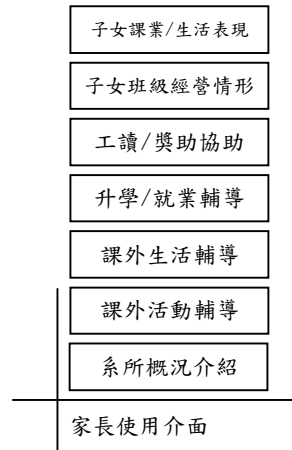 子女課業/生活表現
子女班級經營情形
工讀/獎助協助
升學/就業輔導
課外生活輔導
課外活動輔導
系所概況介紹
家長使用介面